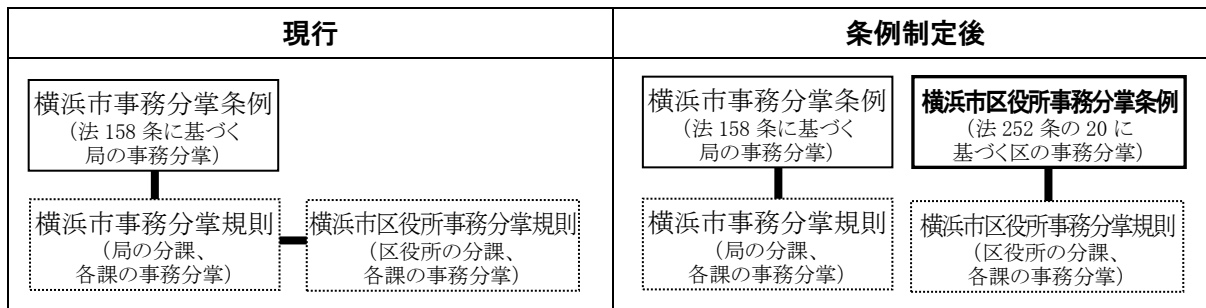 現行
条例制定後
横浜市事務分掌条例
（法 158 条に基づく
局の事務分掌）
横浜市事務分掌規則
（局の分課、
各課の事務分掌）
横浜市区役所事務分掌規則
（区役所の分課、
各課の事務分掌）
横浜市事務分掌条例
（法 158 条に基づく
局の事務分掌）
横浜市区役所事務分掌条例
（法 252 条の 20 に
基づく区の事務分掌）
横浜市事務分掌規則
（局の分課、
各課の事務分掌）
横浜市区役所事務分掌規則
（区役所の分課、
各課の事務分掌）